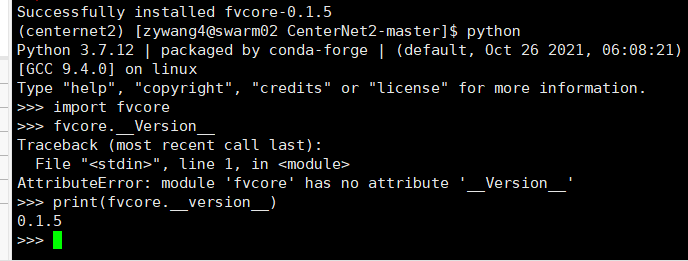 Successfully installed fvcore-0.1.5
(centernet2) [zywang4@swarm02 CenterNet2-master]$ python
Python 3.7.12 | packaged by conda-forge | (default, Oct 26 2021, 06:08:21)
[GCC 9.4.0] on linux
Type "help", "copyright", "credits" or "license" for more information.
>>> import fvcore
>>> fvcore.__Version__
Traceback (most recent call last):
  File "<stdin>", line 1, in <module>
AttributeError: module 'fvcore' has no attribute '__Version__'
>>> print(fvcore.__version__)
0.1.5
>>>